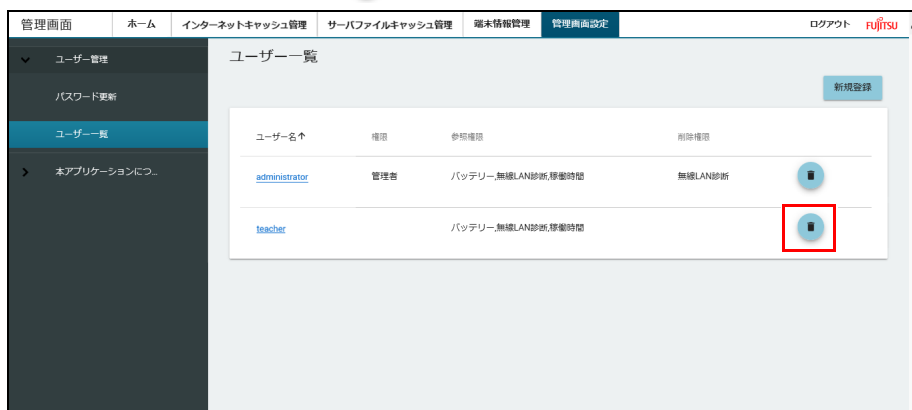 管理画面 ホーム インターネットキャッシュ管理 サーバファイルキャッシュ管理 端末情報管理 管理画面設定 ログアウト FUJITSU
ユーザー管理
ユーザー一覧
新規登録
パスワード更新
ユーザー一覧
本アプリケーションにつ...
ユーザー名↑ 権限 参照権限 削除権限
administrator 管理者 バッテリー,無線LAN診断,稼働時間 無線LAN診断
teacher バッテリー,無線LAN診断,稼働時間